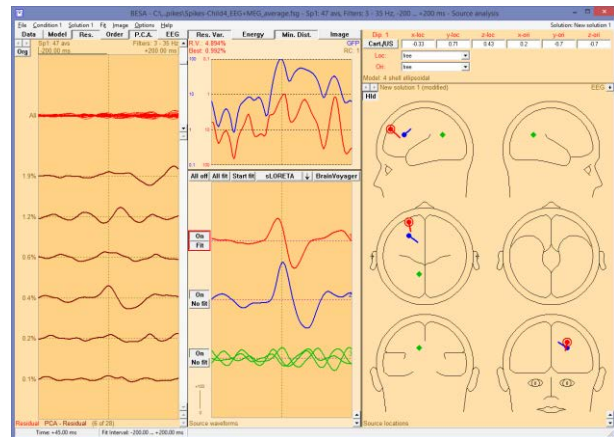 BESA - C:\...piken\Spikes-Child4_EEG+MEG_average.fsg - Sp1: 47 avs, Filters: 3 - 35 Hz, -200 ... +200 ms - Source analysis
File Condition 1 Solution 1 Fit Image Options Help
Solution: New solution 1
Data Model Res. Order P.C.A. EEG
Res. Var. Energy Min. Dist. Image
Dip. 1 x-loc y-loc z-loc x-ori y-ori z-ori
Cart./US -0.33 0.71 0.43 0.2 -0.7 -0.7
Org
Sp1: 47 avs Filters: 3 - 35 Hz
-200.00 ms +200.00 ms
R.V.: 4.894% GFP
Best: 0.992% RC: 1
Loc: free
Ori: free
Model: 4 shell ellipsoidal
New solution 1 (modified) EEG
Hld
All
1.9%
1.2%
0.6%
0.4%
0.2%
0.1%
All off All fit Start fit sLORETA BrainVoyager
On
Fit
On
No fit
On
No fit
Residual PCA - Residual (6 of 28)
Source waveforms
Source locations
Time: +45.00 ms Fit Interval: -200.00 ... +200.00 ms